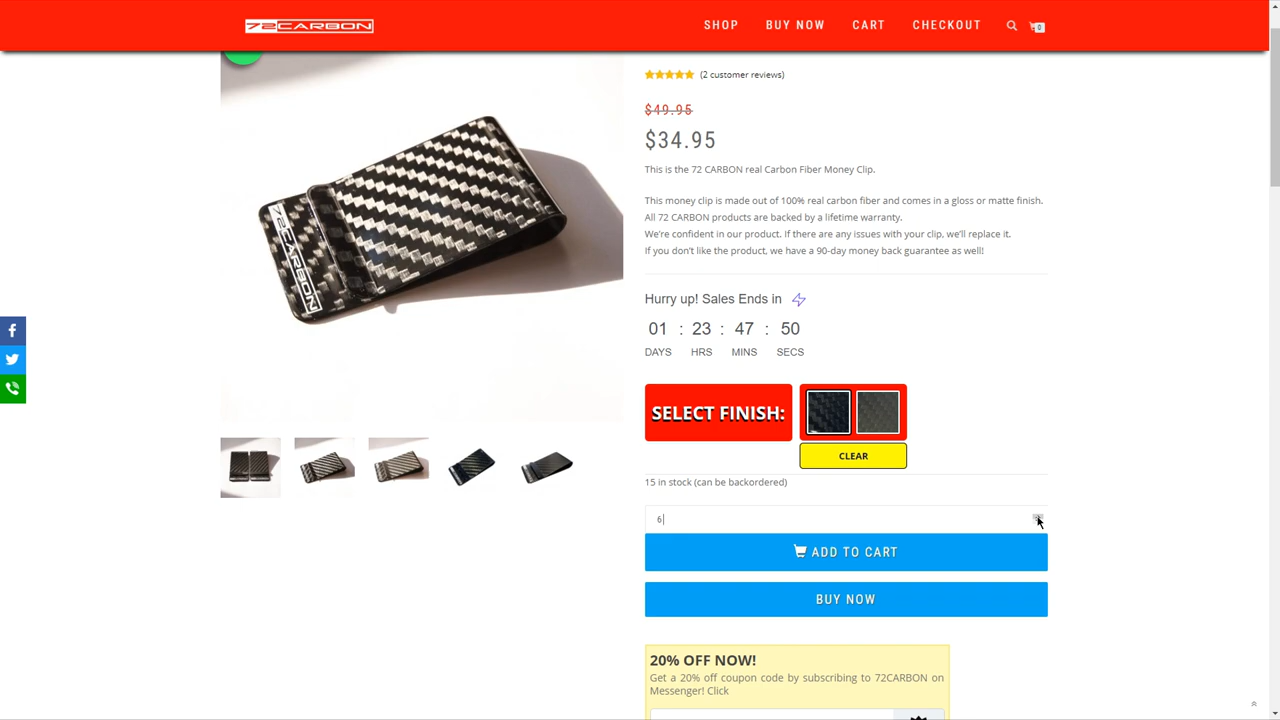 72CARBON
SHOP
BUY NOW
CART
CHECKOUT
0
(2 customer reviews)
$49.95
$34.95
This is the 72 CARBON real Carbon Fiber Money Clip.
This money clip is made out of 100% real carbon fiber and comes in a gloss or matte finish.
All 72 CARBON products are backed by a lifetime warranty.
We're confident in our product. If there are any issues with your clip, we'll replace it.
If you don't like the product, we have a 90-day money back guarantee as well!
72CARBON
Hurry up! Sales Ends in
01 : 23 : 47 : 50
DAYS HRS MINS SECS
SELECT FINISH:
CLEAR
15 in stock (can be backordered)
6
ADD TO CART
BUY NOW
20% OFF NOW!
Get a 20% off coupon code by subscribing to 72CARBON on
Messenger! Click